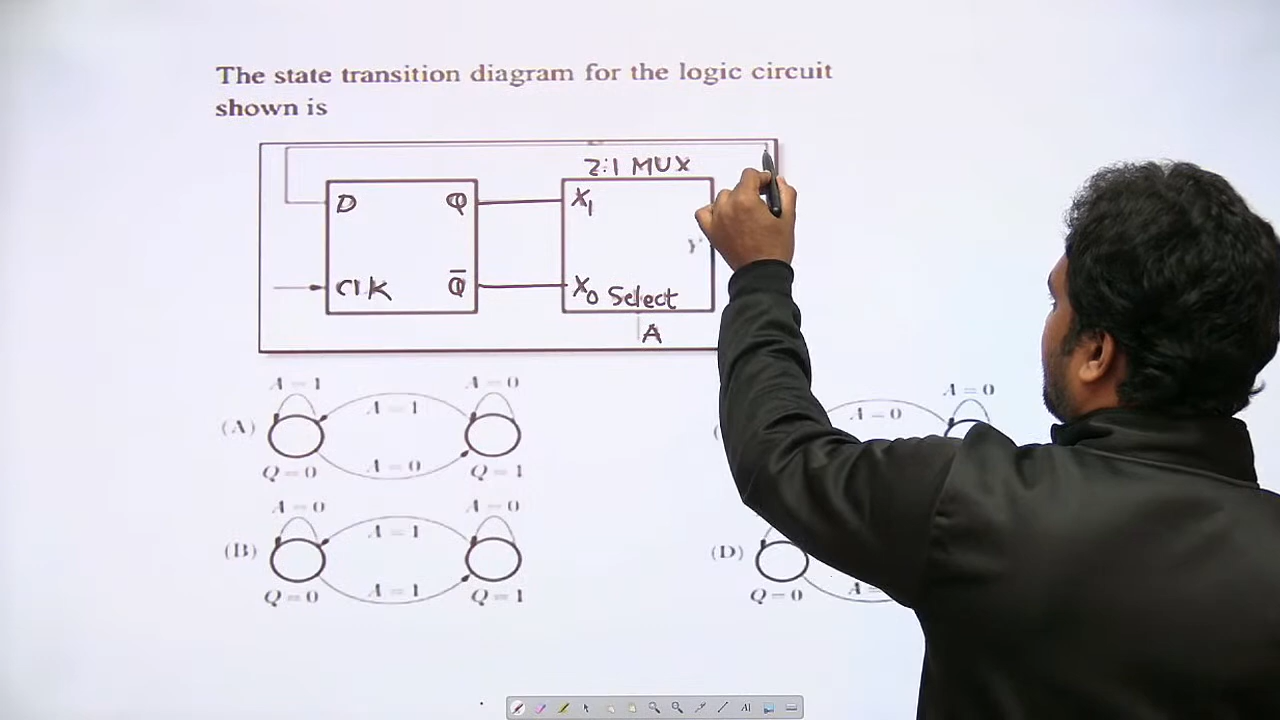 The state transition diagram for the logic circuit
shown is
2:1 MUX
D Q X1
Y
CLK Q̅ X0 Select
A
A = 1 A = 0
(A) A = 1
A = 0
Q = 0 Q = 1
A = 0
A = 0
A = 0 A = 0
(B) A = 1
A = 1
Q = 0 Q = 1
(D)
Q = 0